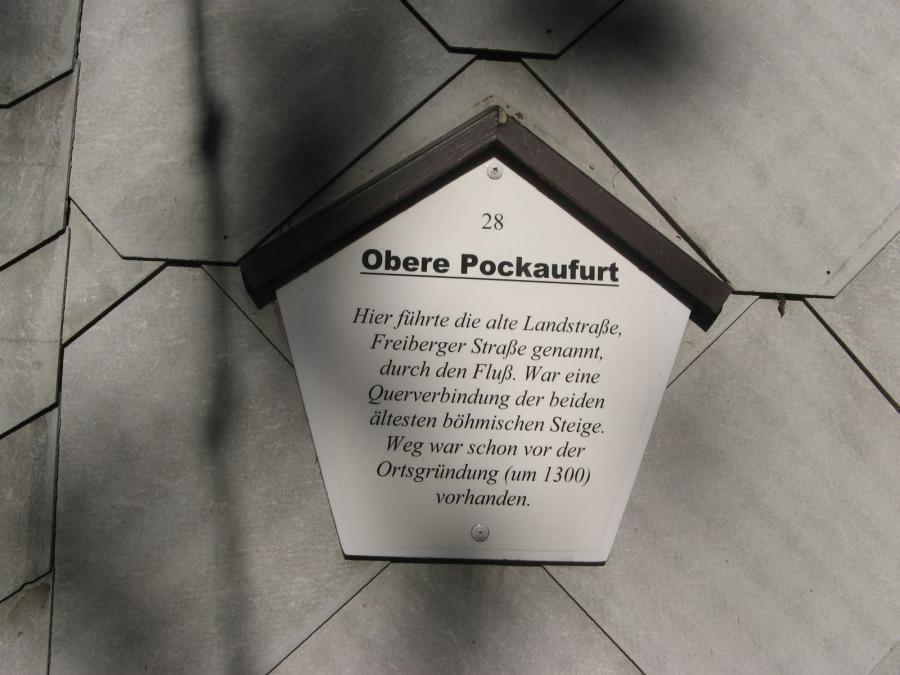 28
Obere Pockaufurt
Hier führte die alte Landstraße,
Freiberger Straße genannt,
durch den Fluß. War eine
Querverbindung der beiden
ältesten böhmischen Steige.
Weg war schon vor der
Ortsgründung (um 1300)
vorhanden.